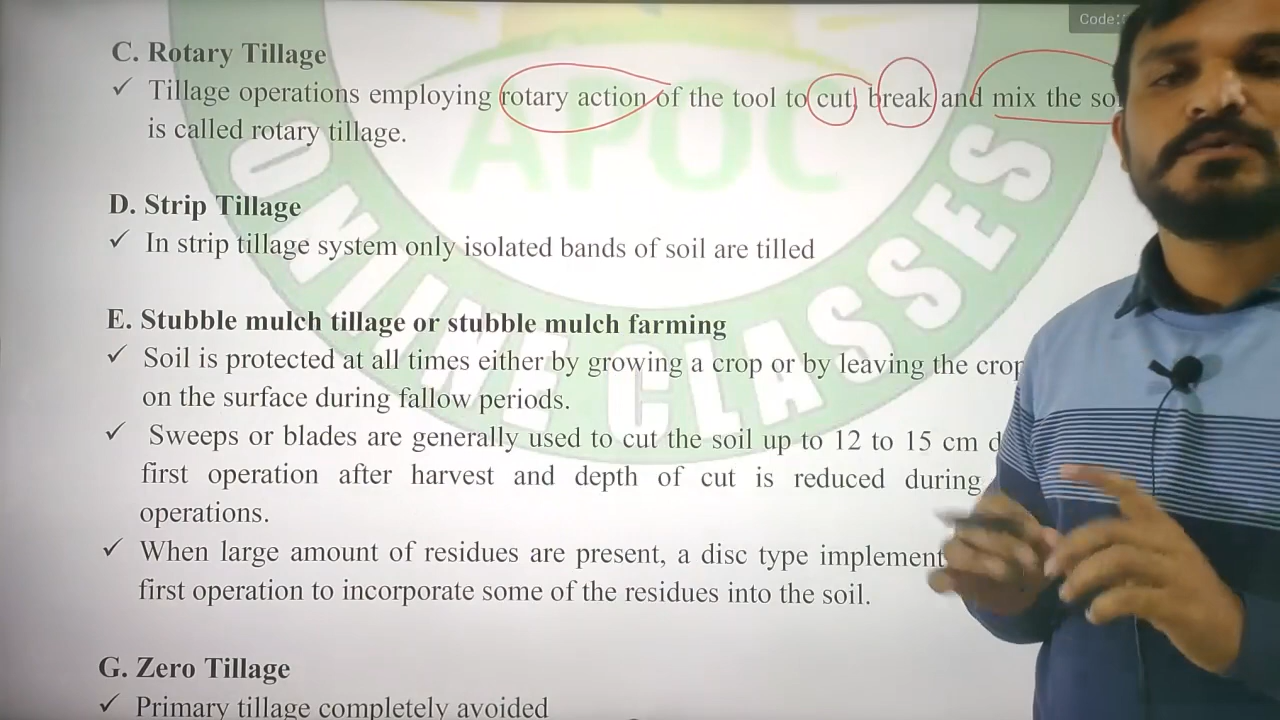 Code:
C. Rotary Tillage
✓ Tillage operations employing rotary action of the tool to cut, break and mix the
is called rotary tillage.
D. Strip Tillage
✓ In strip tillage system only isolated bands of soil are tilled
E. Stubble mulch tillage or stubble mulch farming
✓ Soil is protected at all times either by growing a crop or by leaving the crop
on the surface during fallow periods.
✓ Sweeps or blades are generally used to cut the soil up to 12 to 15 cm
first operation after harvest and depth of cut is reduced during
operations.
✓ When large amount of residues are present, a disc type implement
first operation to incorporate some of the residues into the soil.
G. Zero Tillage
✓ Primary tillage completely avoided
APOC
ONLINE CLASSES